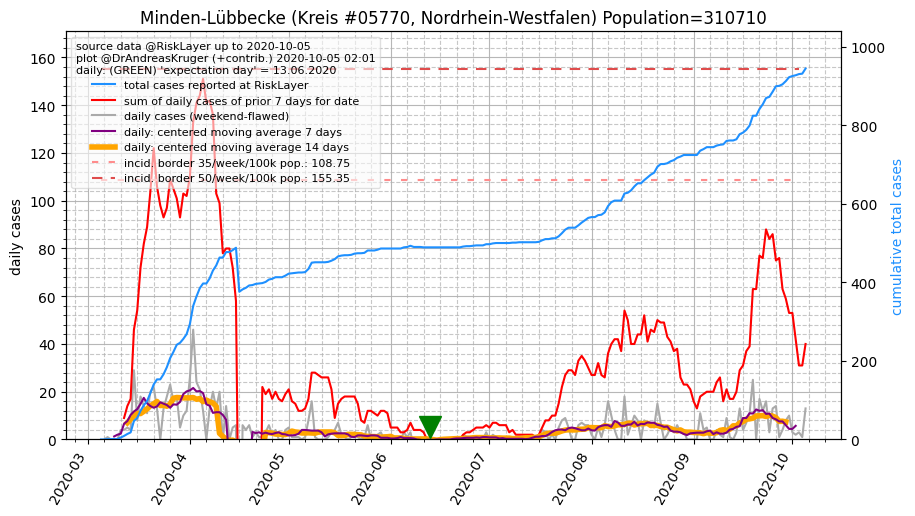 Minden-Lübbecke (Kreis #05770, Nordrhein-Westfalen) Population=310710
source data @RiskLayer up to 2020-10-05
plot @DrAndreasKruger (+contrib.) 2020-10-05 02:01
daily: (GREEN) 'expectation day' = 13.06.2020
total cases reported at RiskLayer
sum of daily cases of prior 7 days for date
daily cases (weekend-flawed)
daily: centered moving average 7 days
daily: centered moving average 14 days
incid. border 35/week/100k pop.: 108.75
incid. border 50/week/100k pop.: 155.35
daily cases
160
140
120
100
80
60
40
20
0
cumulative total cases
1000
800
600
400
200
0
2020-03
2020-04
2020-05
2020-06
2020-07
2020-08
2020-09
2020-10